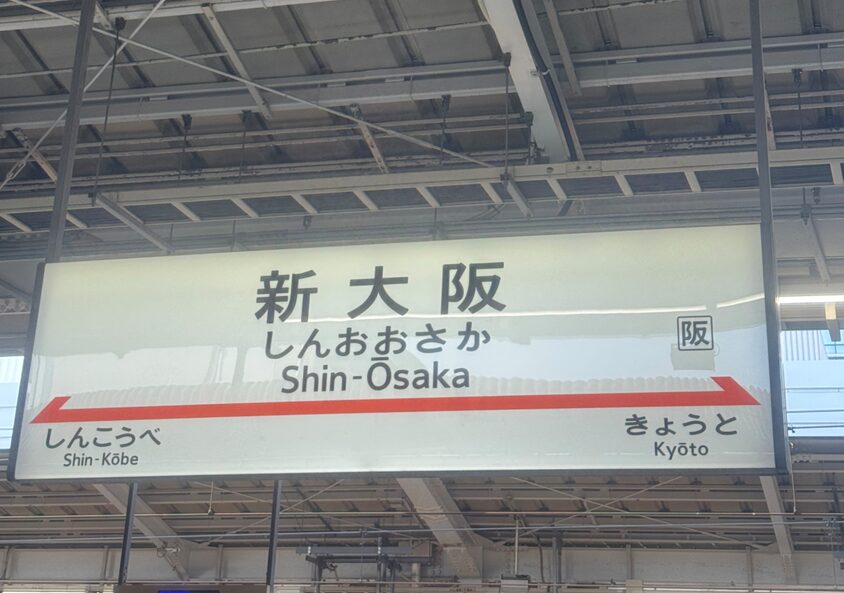 新大阪
しんおおさか
阪
Shin-Ōsaka
しんこうべ
Shin-Kōbe
きょうと
Kyōto